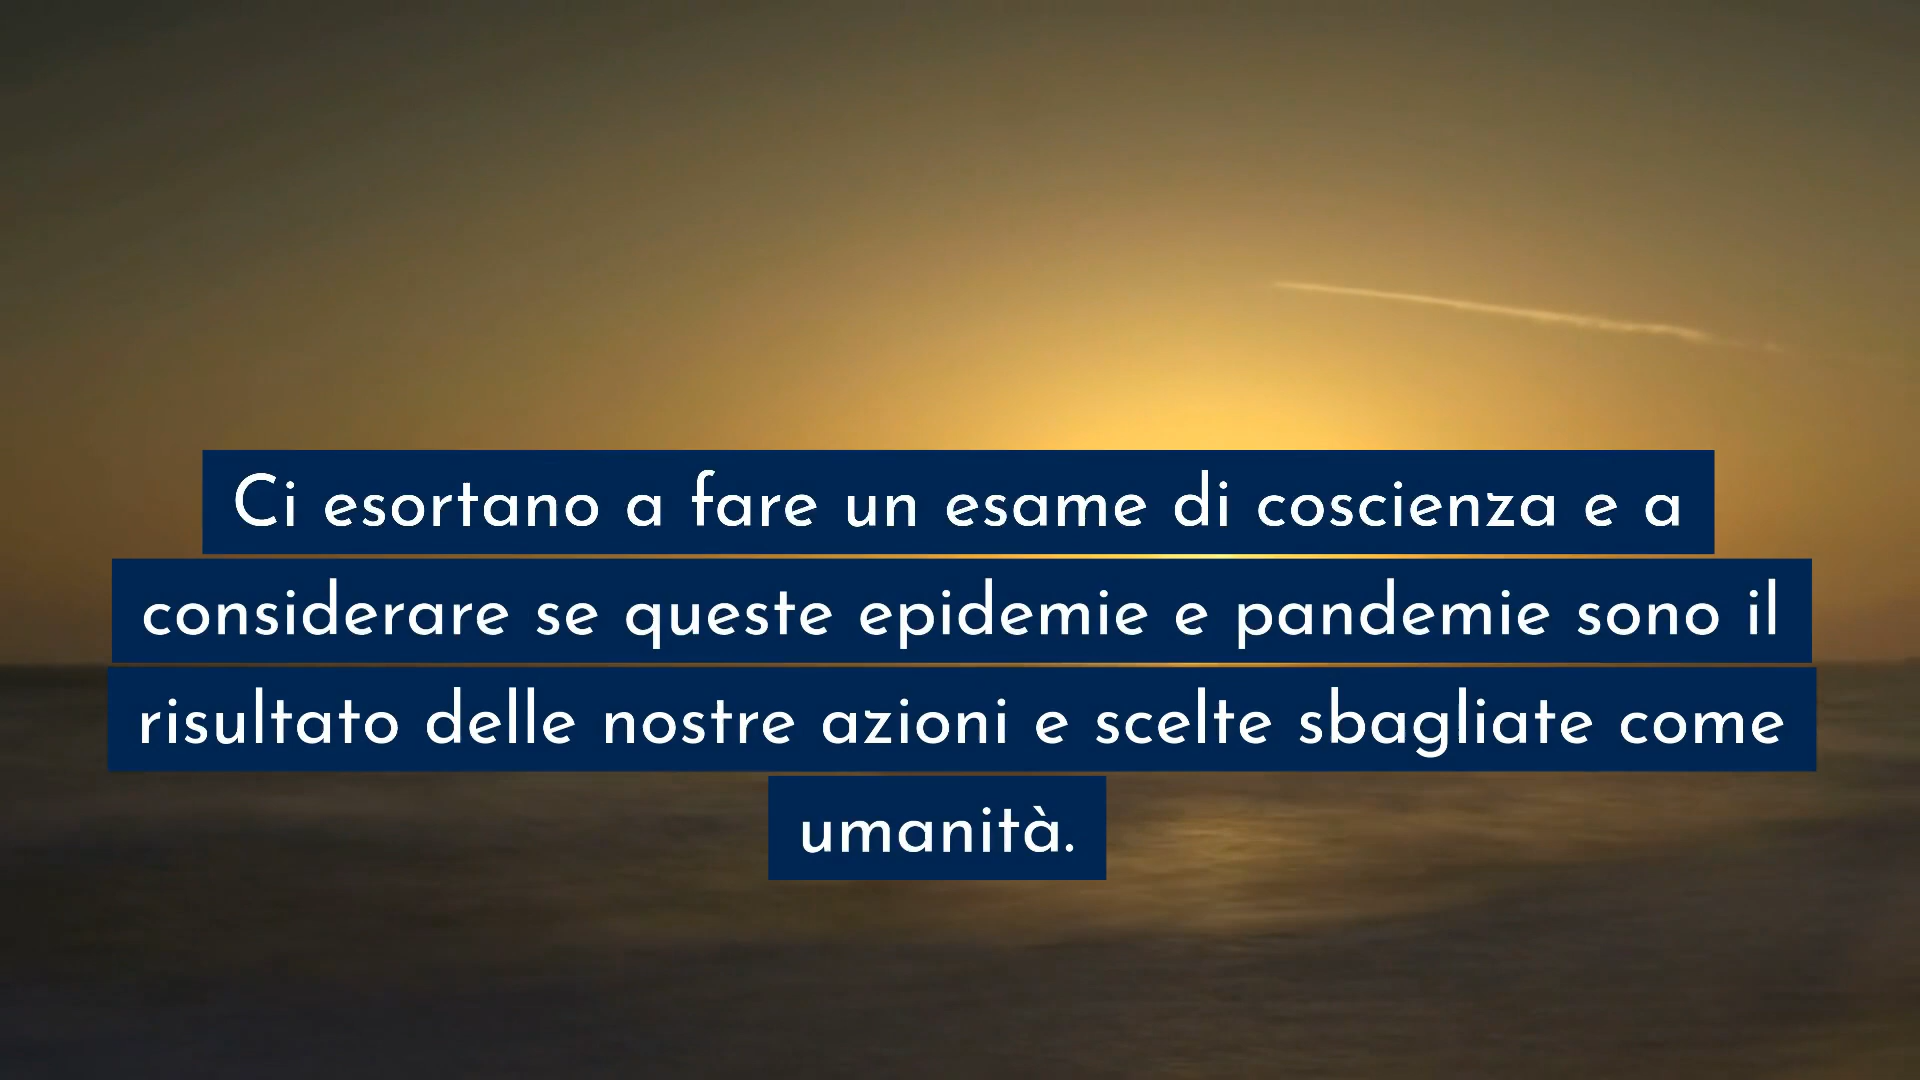 Ci esortano a fare un esame di coscienza e a
considerare se queste epidemie e pandemie sono il
risultato delle nostre azioni e scelte sbagliate come
umanità.